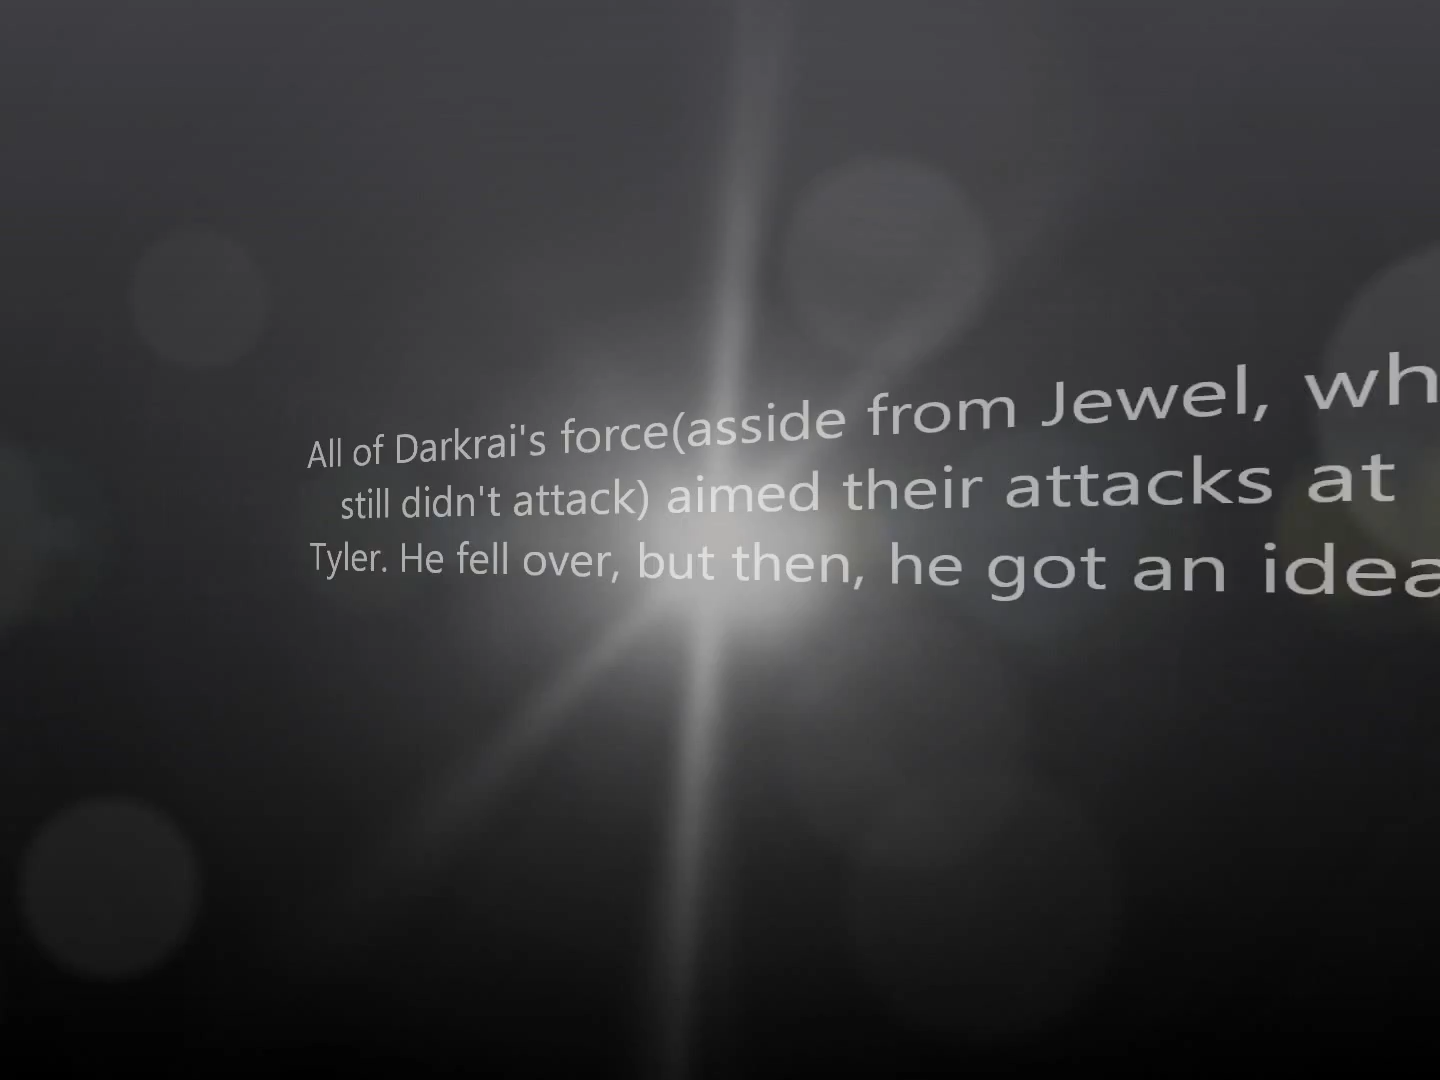 All of Darkrai's force(asside from Jewel,
still didn't attack) aimed their attacks at
Tyler. He fell over, but then, he got an idea